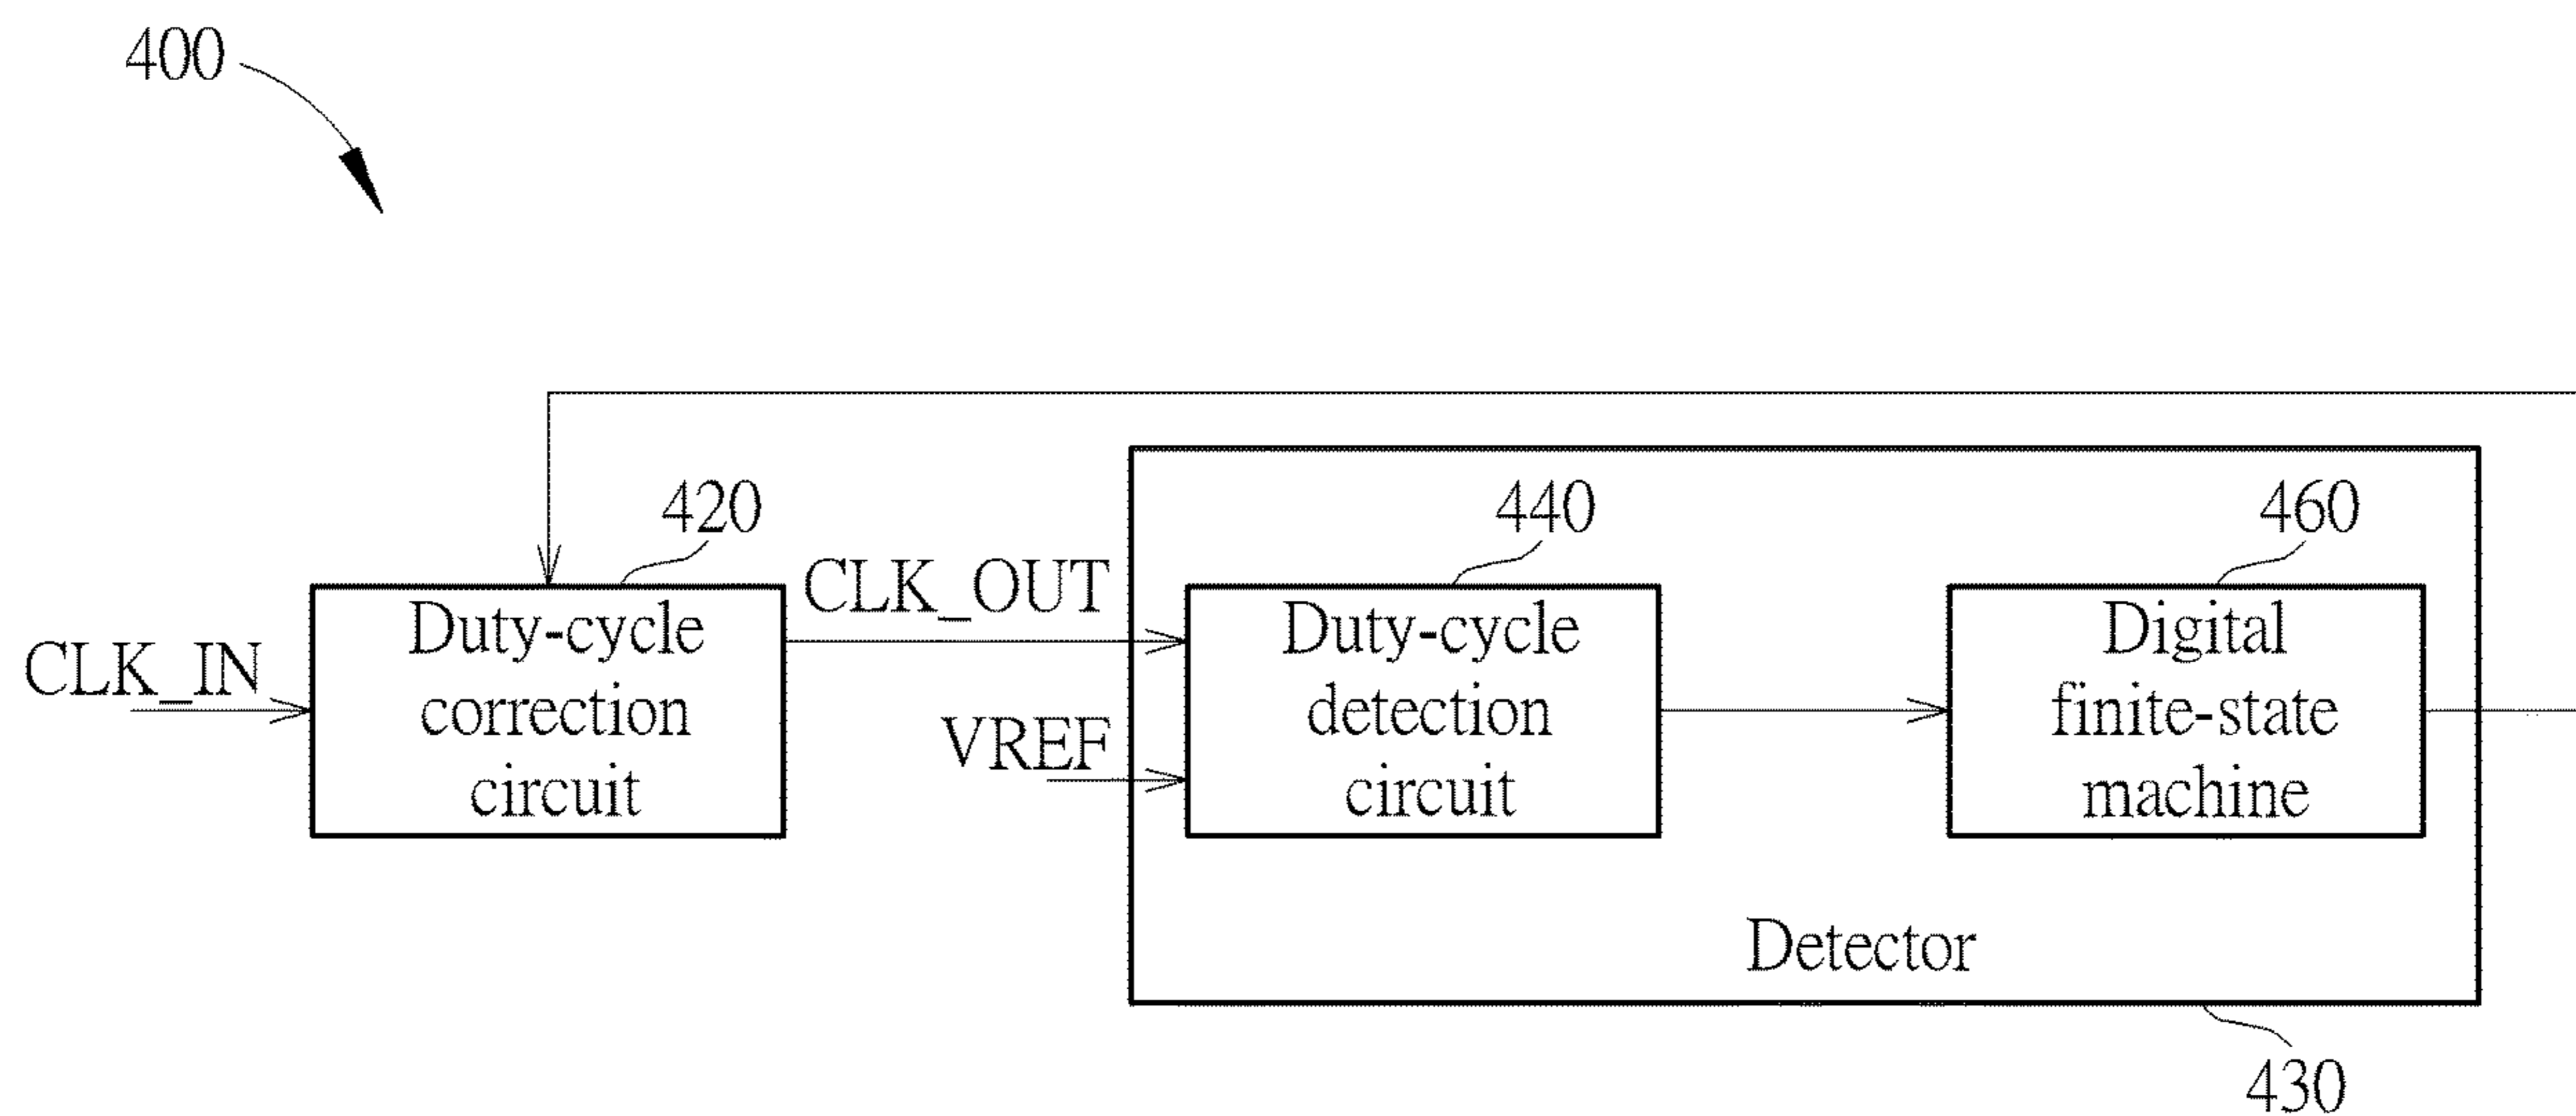 400
420
440
460
CLK_OUT
CLK_IN
Duty-cycle
correction
circuit
VREF
Duty-cycle
detection
circuit
Digital
finite-state
machine
Detector
430